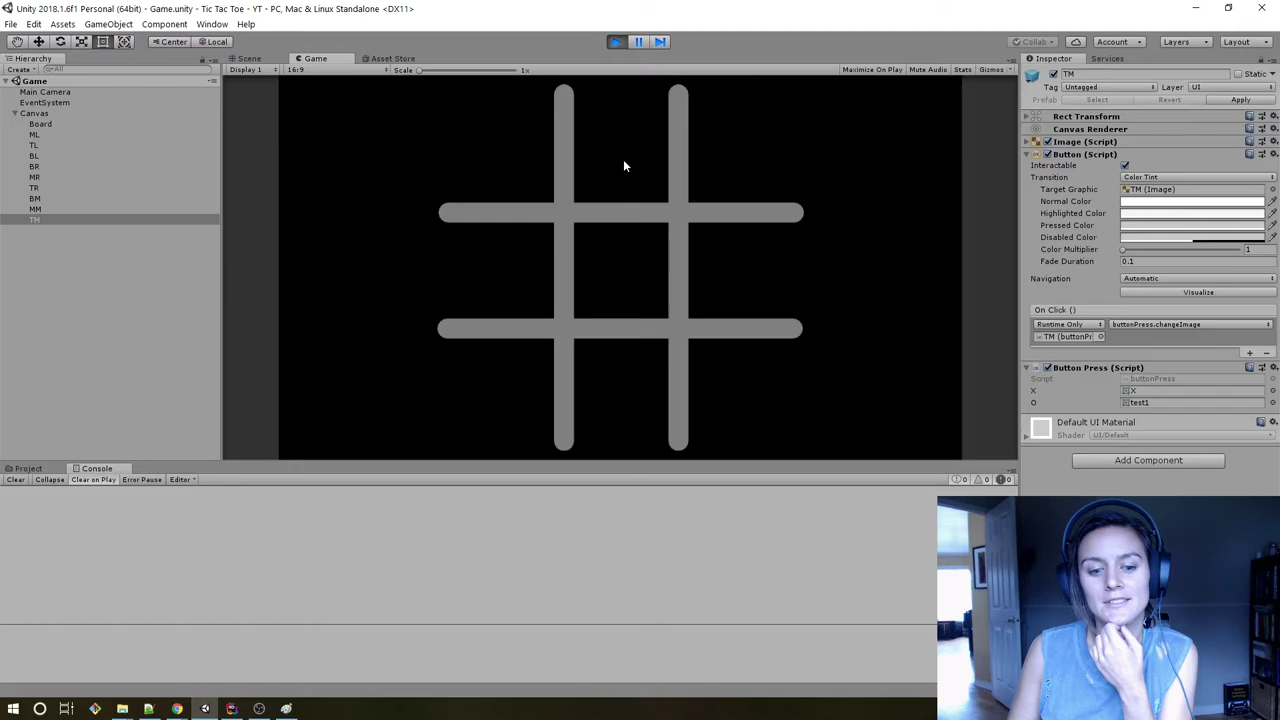 Unity 2018.1.6f1 Personal (64bit) - Game.unity - Tic Tac Toe - YT - PC, Mac & Linux Standalone <DX11>
File Edit Assets GameObject Component Window Help
Center Local Collab Account Layers Layout
Hierarchy
Create All
Game
Main Camera
EventSystem
Canvas
Board
ML
TL
BL
BR
MR
TR
BM
MM
TM
Scene Game Asset Store
Display 1 16:9 Scale 1x Maximize On Play Mute Audio Stats Gizmos
Inspector Services
TM Static
Tag Untagged Layer UI
Prefab Select Revert Apply
Rect Transform
Canvas Renderer
Image (Script)
Button (Script)
Interactable
Transition Color Tint
Target Graphic TM (Image)
Normal Color
Highlighted Color
Pressed Color
Disabled Color
Color Multiplier 1
Fade Duration 0.1
Navigation Automatic
Visualize
On Click ()
Runtime Only buttonPress.changeImage
TM (buttonPr
Button Press (Script)
Script buttonPress
X X
O test1
Default UI Material
Shader UI/Default
Add Component
Project Console
Clear Collapse Clear on Play Error Pause Editor 0 0 0